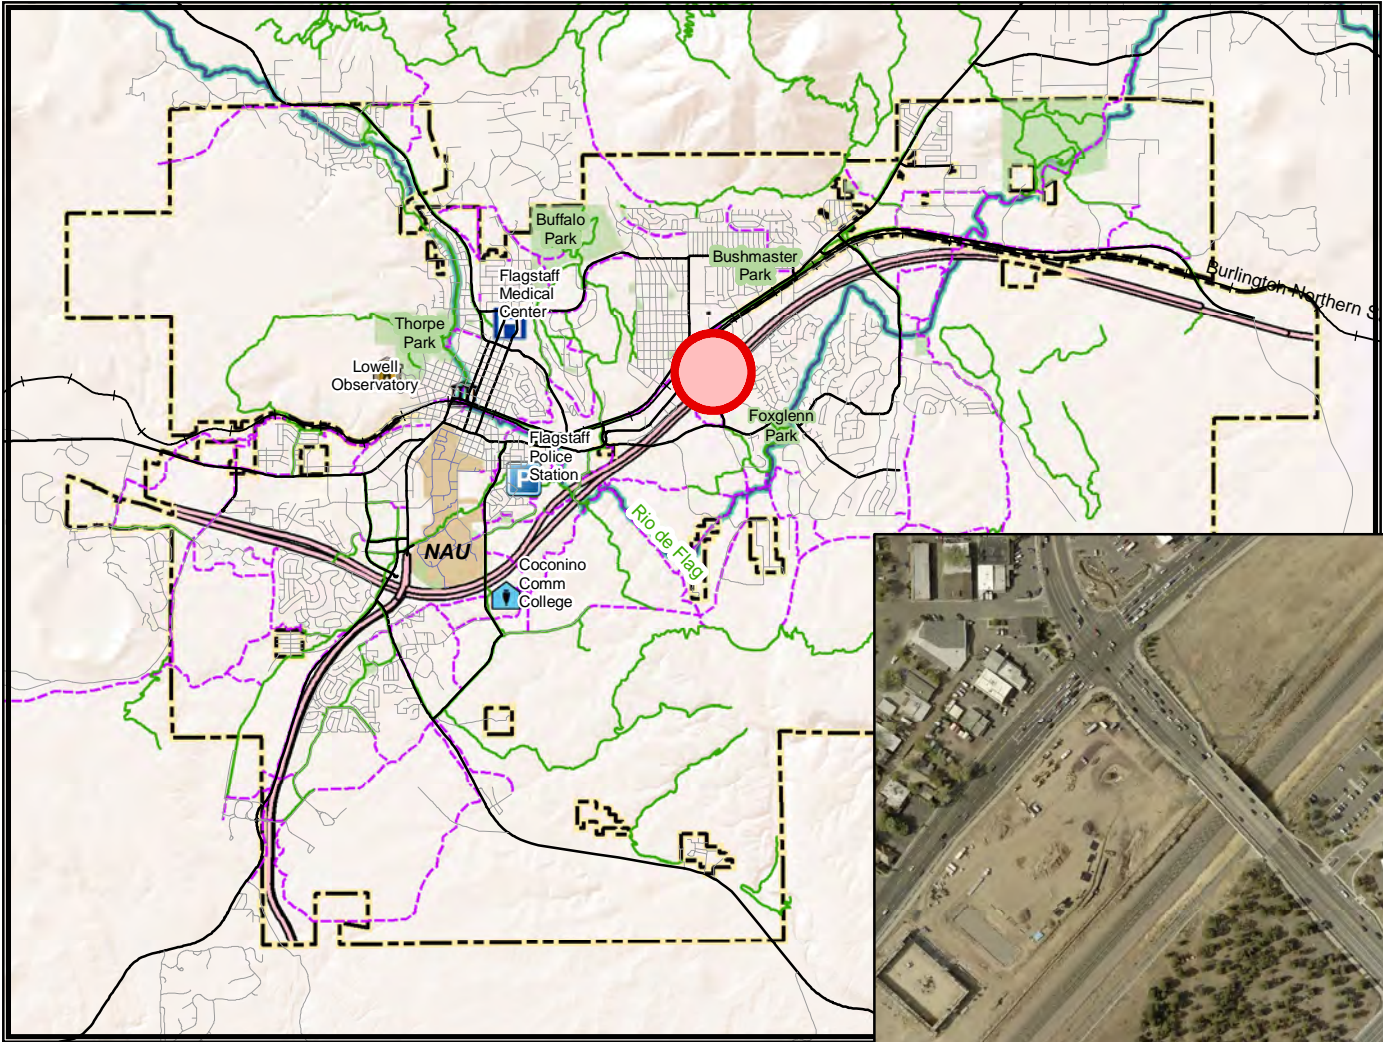 Buffalo
Park
Bushmaster
Park
Burlington Northern S
Flagstaff
Medical
Center
Thorpe
Park
Lowell
Observatory
Foxglenn
Park
Flagstaff
Police
Station
P
Rio de Flag
NAU
Coconino
Comm
College